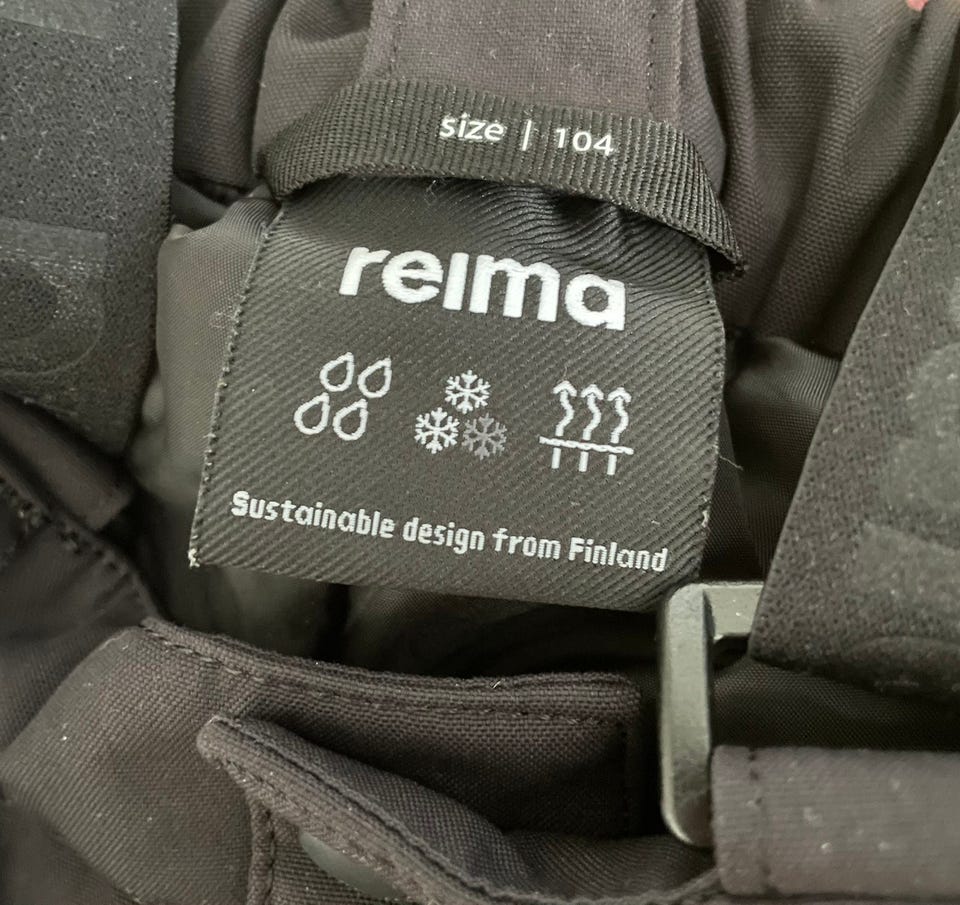 size | 104
reima
Sustainable design from Finland